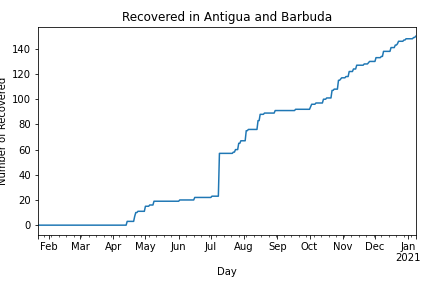 Recovered in Antigua and Barbuda
Number of Recovered
140
120
100
80
60
40
20
0
Feb Mar Apr May Jun Jul Aug Sep Oct Nov Dec Jan
2021
Day